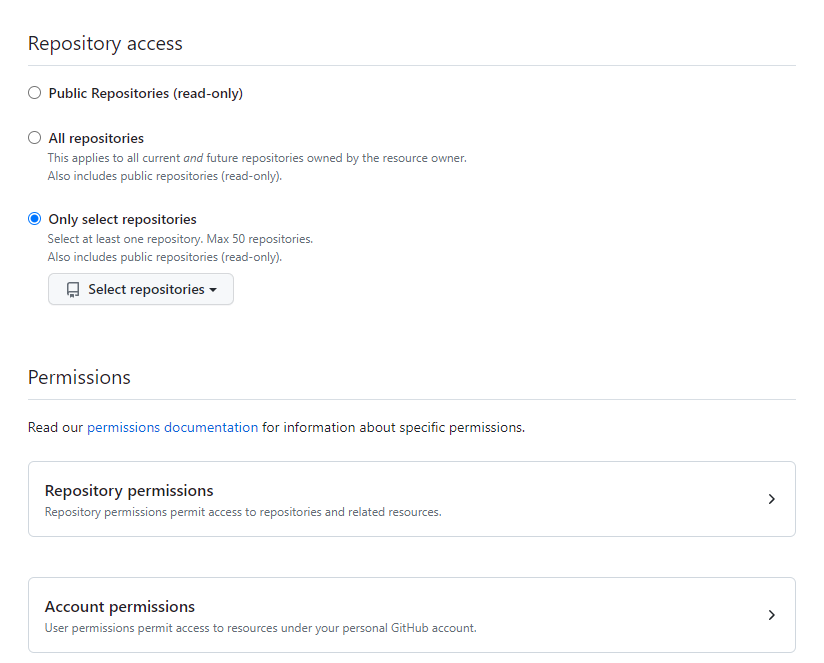 Repository access
Public Repositories (read-only)
All repositories
This applies to all current and future repositories owned by the resource owner.
Also includes public repositories (read-only).
Only select repositories
Select at least one repository. Max 50 repositories.
Also includes public repositories (read-only).
Select repositories
Permissions
Read our permissions documentation for information about specific permissions.
Repository permissions
Repository permissions permit access to repositories and related resources.
Account permissions
User permissions permit access to resources under your personal GitHub account.